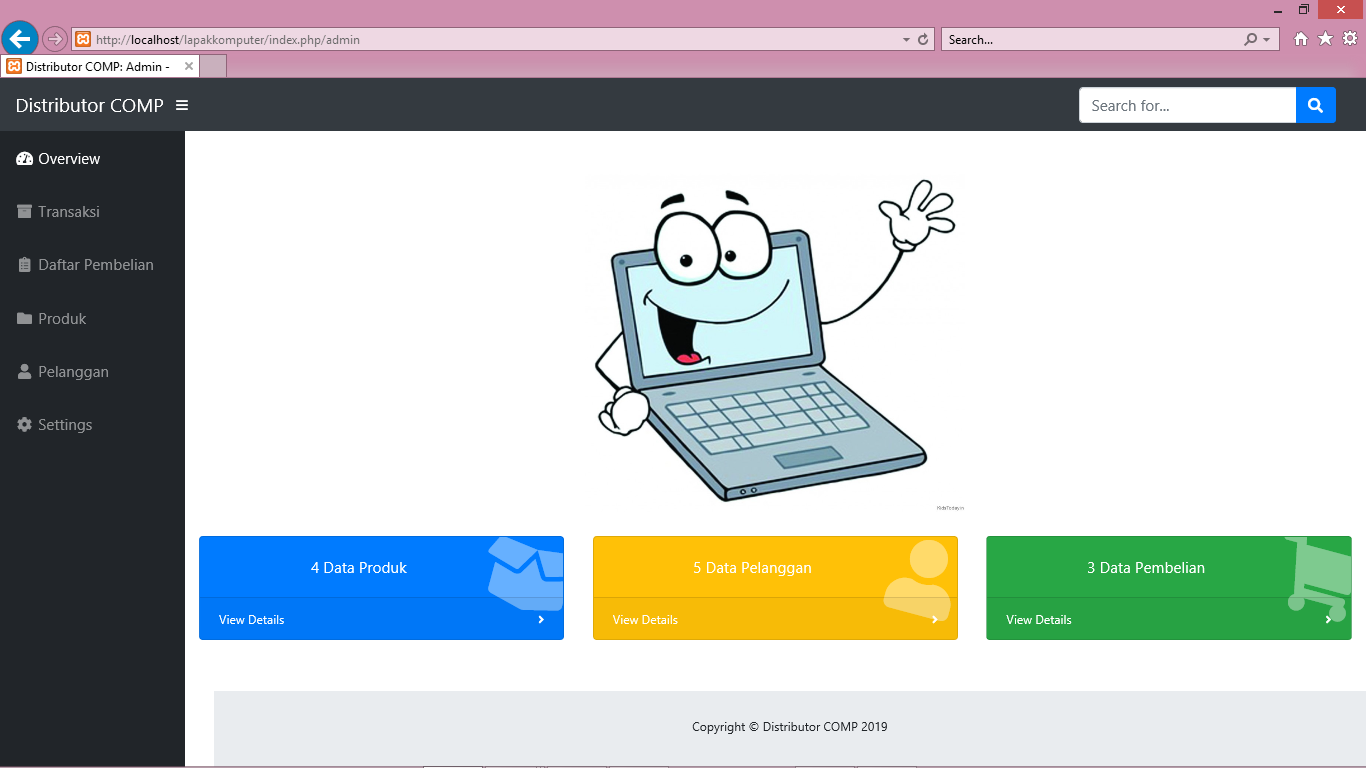 http://localhost/lapakkomputer/index.php/admin
Search...
Distributor COMP: Admin -
Distributor COMP
Search for...
Overview
Transaksi
Daftar Pembelian
Produk
Pelanggan
Settings
KidsToday.in
4 Data Produk
5 Data Pelanggan
3 Data Pembelian
View Details
View Details
View Details
Copyright © Distributor COMP 2019